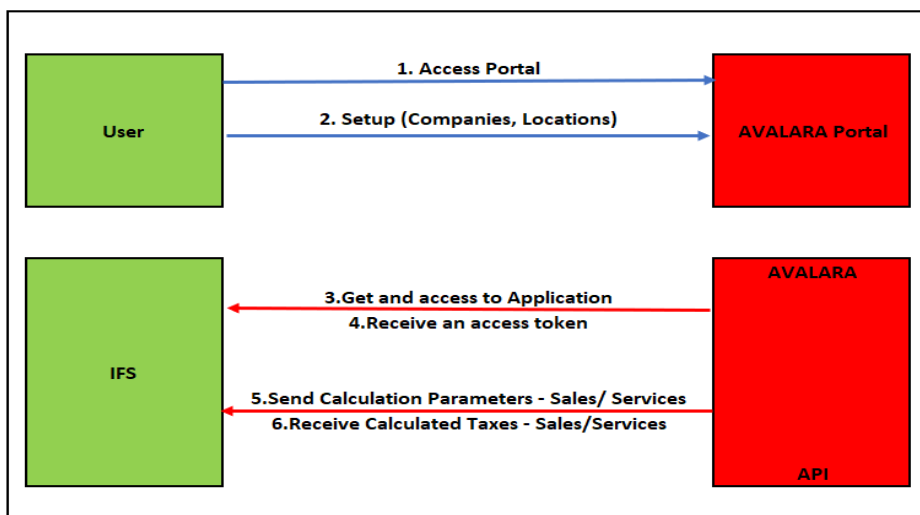 1. Access Portal
2. Setup (Companies, Locations)
User
AVALARA Portal
AVALARA
3.Get and access to Application
4.Receive an access token
IFS
5.Send Calculation Parameters - Sales/ Services
6.Receive Calculated Taxes - Sales/Services
API